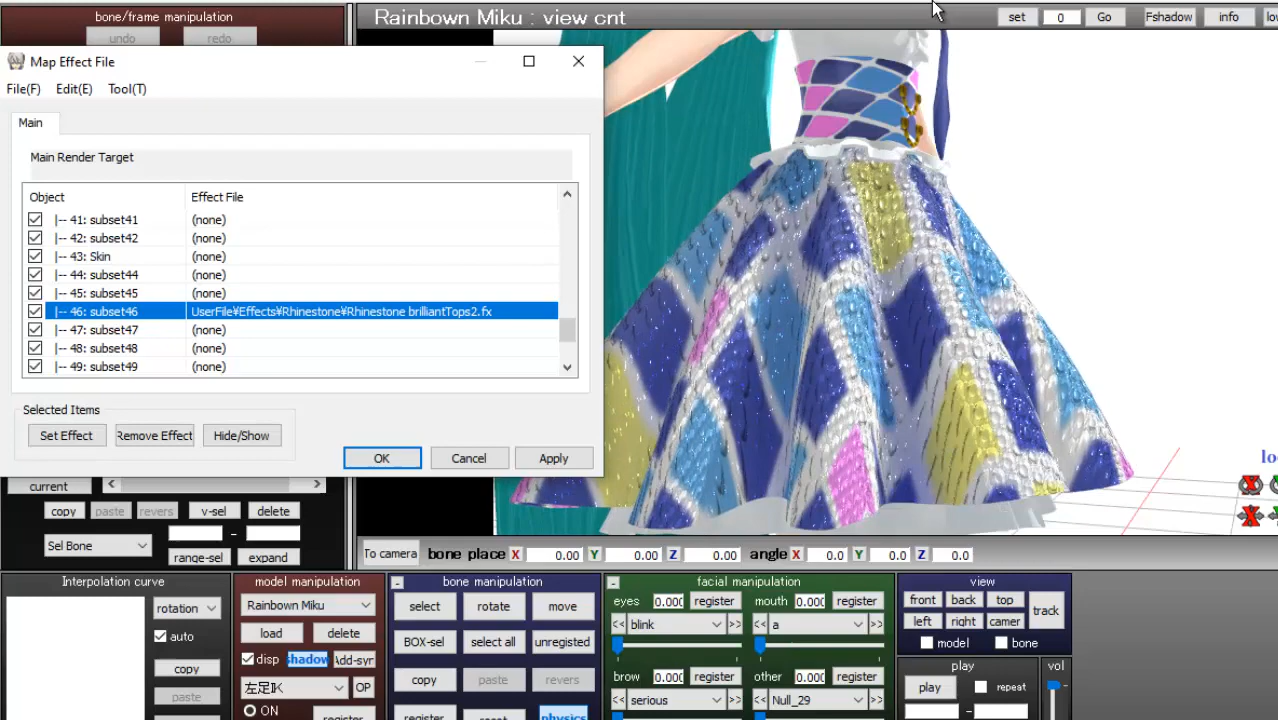 bone/frame manipulation
undo redo
Rainbown Miku : view cnt
set 0 Go Fshadow info
Map Effect File
File(F) Edit(E) Tool(T)
Main
Main Render Target
Object Effect File
|-- 41: subset41 (none)
|-- 42: subset42 (none)
|-- 43: Skin (none)
|-- 44: subset44 (none)
|-- 45: subset45 (none)
|-- 46: subset46 UserFile¥Effects¥Rhinestone¥Rhinestone brilliantTops2.fx
|-- 47: subset47 (none)
|-- 48: subset48 (none)
|-- 49: subset49 (none)
Selected Items
Set Effect Remove Effect Hide/Show
OK Cancel Apply
current < >
copy paste revers v-sel delete
-
Sel Bone
range-sel expand
To camera bone place X 0.00 Y 0.00 Z 0.00 angle X 0.0 Y 0.0 Z 0.0
Interpolation curve
rotation
auto
copy
paste
model manipulation
Rainbown Miku
load delete
disp shadow Add-syn
左足IK OP
ON
register
- bone manipulation
select rotate move
BOX-sel select all unregisted
copy paste revers
register reset physics
- facial manipulation
eyes 0.000 register mouth 0.000 register
<< blink >> << a >>
brow 0.000 register other 0.000 register
<< serious >> << Null_29 >>
view
front back top
left right camer
track
model bone
play
play repeat
-
vol